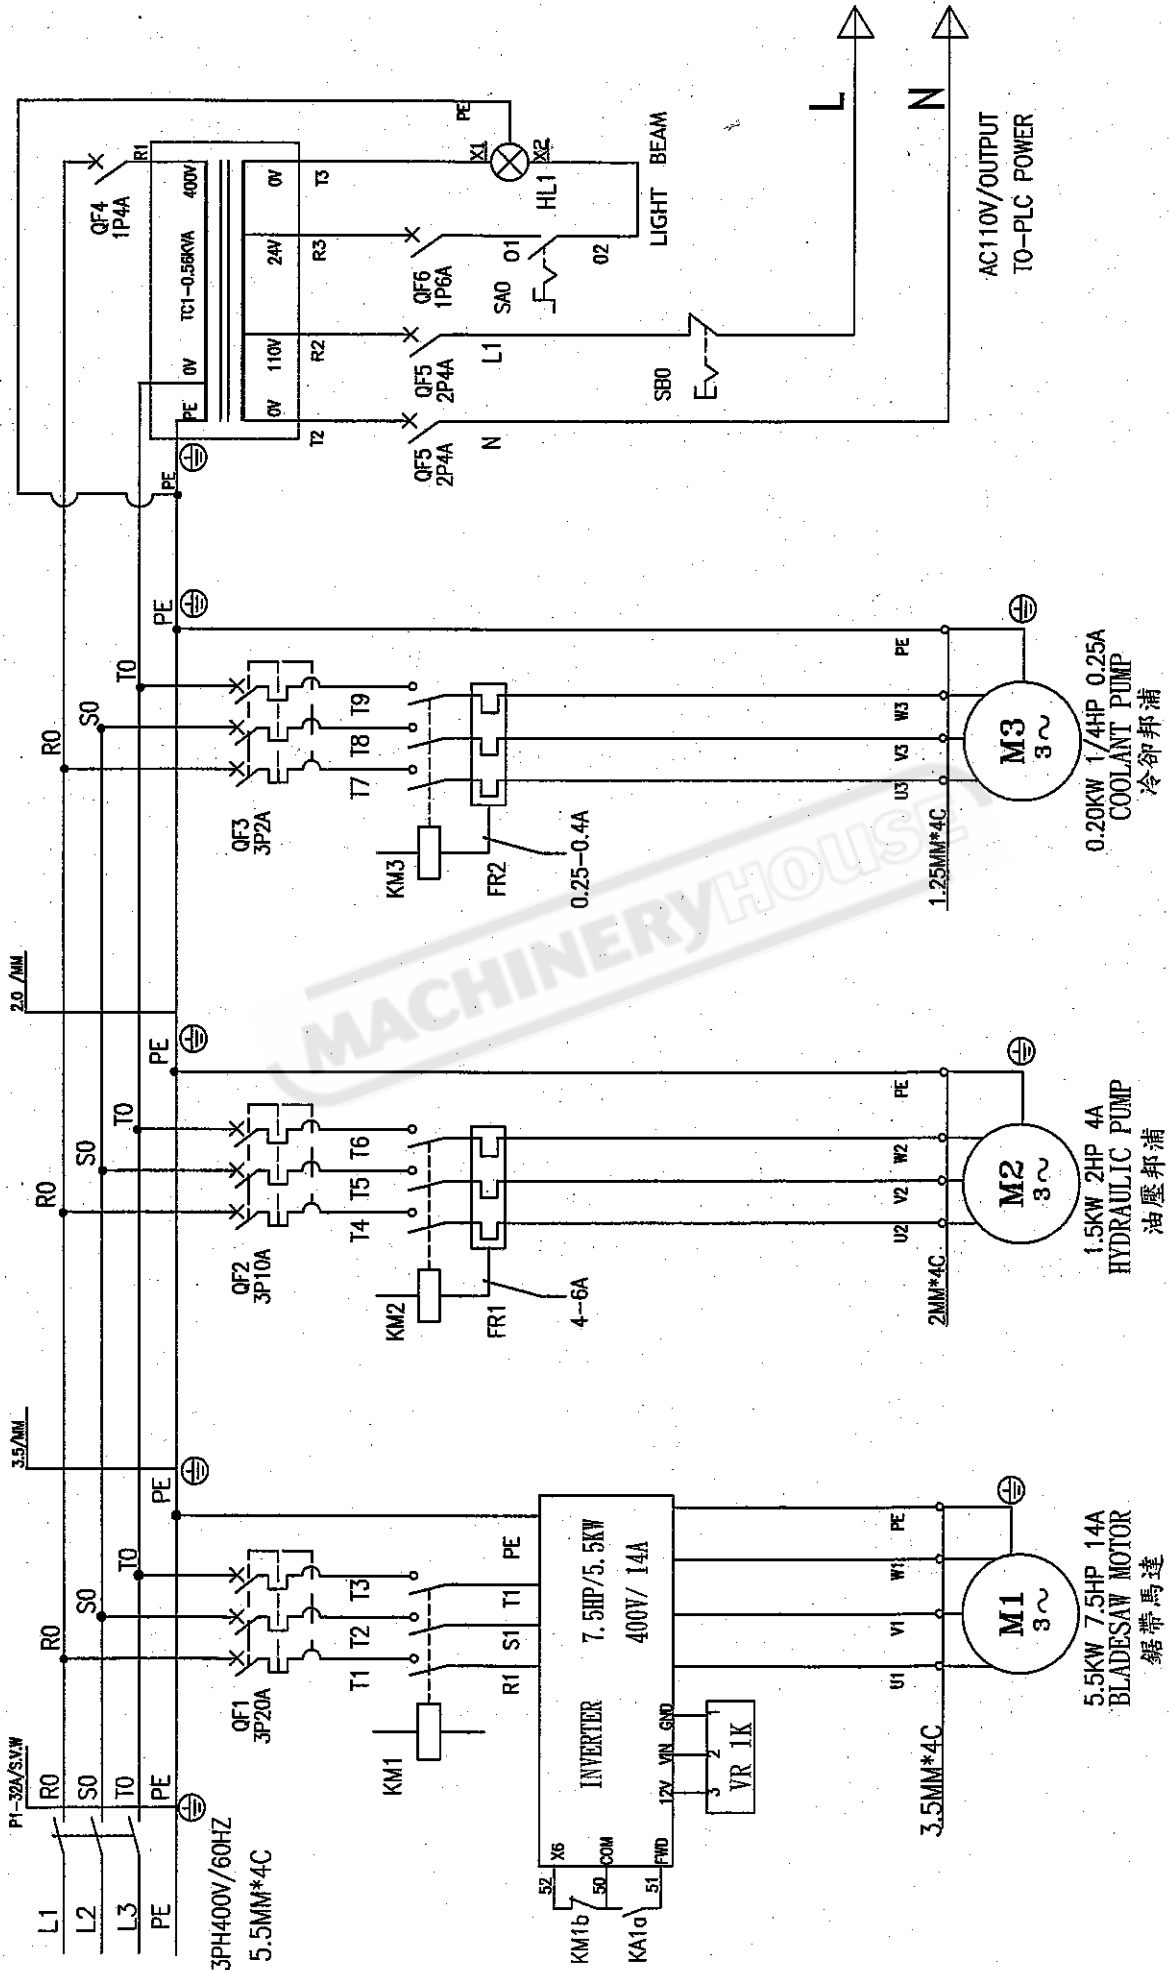 P1-32A/S.V.W
L1
L2
L3
PE
R0
S0
T0
PE
3PH400V/60HZ
5.5MM*4C
R0
S0
T0
PE
3.5/MM
QF1
3P20A
T1
T2
T3
KM1
R1
S1
T1
PE
INVERTER
7.5HP/5.5KW
400V/ 14A
X6
COM
FWD
52
50
51
KM1b
KA1a
12V
VIN
GND
3
2
1
VR 1K
U1
V1
W1
PE
3.5MM*4C
M1
3~
5.5KW 7.5HP 14A
BLADESAW MOTOR
鋸帶馬達
R0
S0
T0
PE
2.0 /MM
QF2
3P10A
T4
T5
T6
KM2
FR1
4-6A
U2
V2
W2
PE
2MM*4C
M2
3~
1.5KW 2HP 4A
HYDRAULIC PUMP
油壓邦浦
R0
S0
T0
PE
QF3
3P2A
T7
T8
T9
KM3
FR2
0.25-0.4A
U3
V3
W3
PE
1.25MM*4C
M3
3~
0.20KW 1/4HP 0.25A
COOLANT PUMP
冷卻邦浦
MACHINERYHOUSE
PE
QF4
1P4A
R1
PE
0V
TC1-0.56KVA
400V
0V
110V
24V
0V
T2
R2
R3
T3
QF5
2P4A
QF5
2P4A
QF6
1P6A
N
L1
SA0
01
02
X1
X2
PE
HL1
LIGHT BEAM
SB0
L
N
AC110V/OUTPUT
TO-PLC POWER